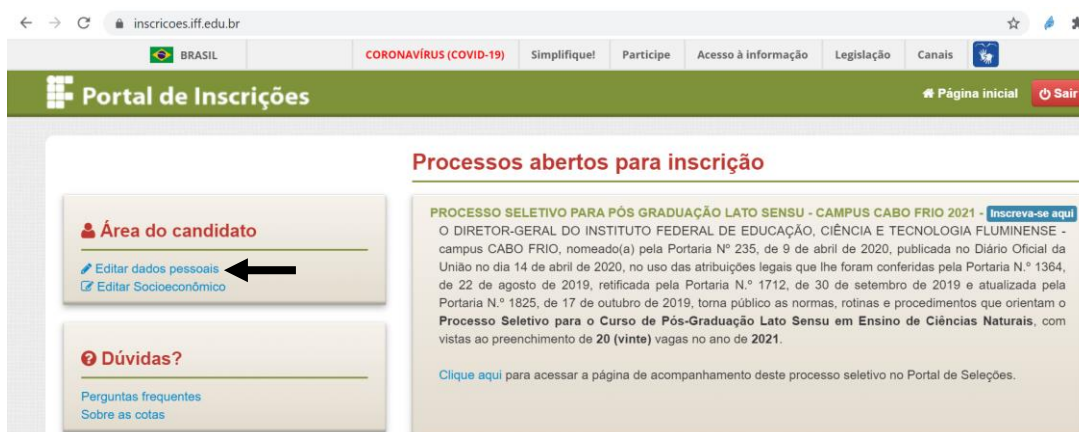 inscricoes.iff.edu.br
BRASIL
CORONAVÍRUS (COVID-19)
Simplifique!
Participe
Acesso à informação
Legislação
Canais
Portal de Inscrições
Página inicial
Sair
Processos abertos para inscrição
Área do candidato
Editar dados pessoais
Editar Socioeconômico
Dúvidas?
Perguntas frequentes
Sobre as cotas
PROCESSO SELETIVO PARA PÓS GRADUAÇÃO LATO SENSU - CAMPUS CABO FRIO 2021 - Inscreva-se aqui
O DIRETOR-GERAL DO INSTITUTO FEDERAL DE EDUCAÇÃO, CIÊNCIA E TECNOLOGIA FLUMINENSE -
campus CABO FRIO, nomeado(a) pela Portaria Nº 235, de 9 de abril de 2020, publicada no Diário Oficial da
União no dia 14 de abril de 2020, no uso das atribuições legais que lhe foram conferidas pela Portaria N.º 1364,
de 22 de agosto de 2019, retificada pela Portaria N.º 1712, de 30 de setembro de 2019 e atualizada pela
Portaria N.º 1825, de 17 de outubro de 2019, torna público as normas, rotinas e procedimentos que orientam o
Processo Seletivo para o Curso de Pós-Graduação Lato Sensu em Ensino de Ciências Naturais, com
vistas ao preenchimento de 20 (vinte) vagas no ano de 2021.
Clique aqui para acessar a página de acompanhamento deste processo seletivo no Portal de Seleções.